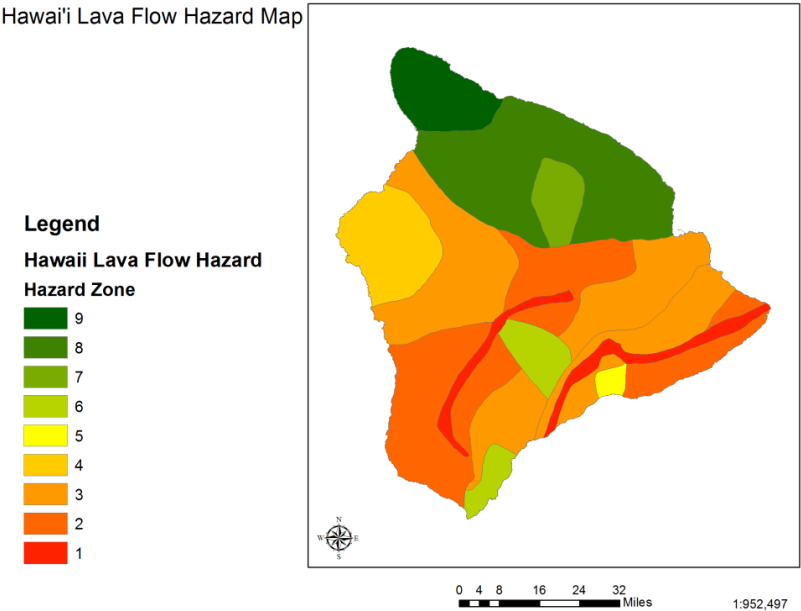 Hawai'i Lava Flow Hazard Map
Legend
Hawaii Lava Flow Hazard
Hazard Zone
9
8
7
6
5
4
3
2
1
N
W E
S
0 4 8 16 24 32
Miles
1:952,497